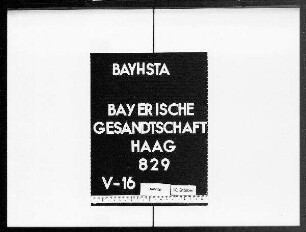 BAYHSTA
BAYERISCHE
GESANDTSCHAFT
HAAG
829
V-16